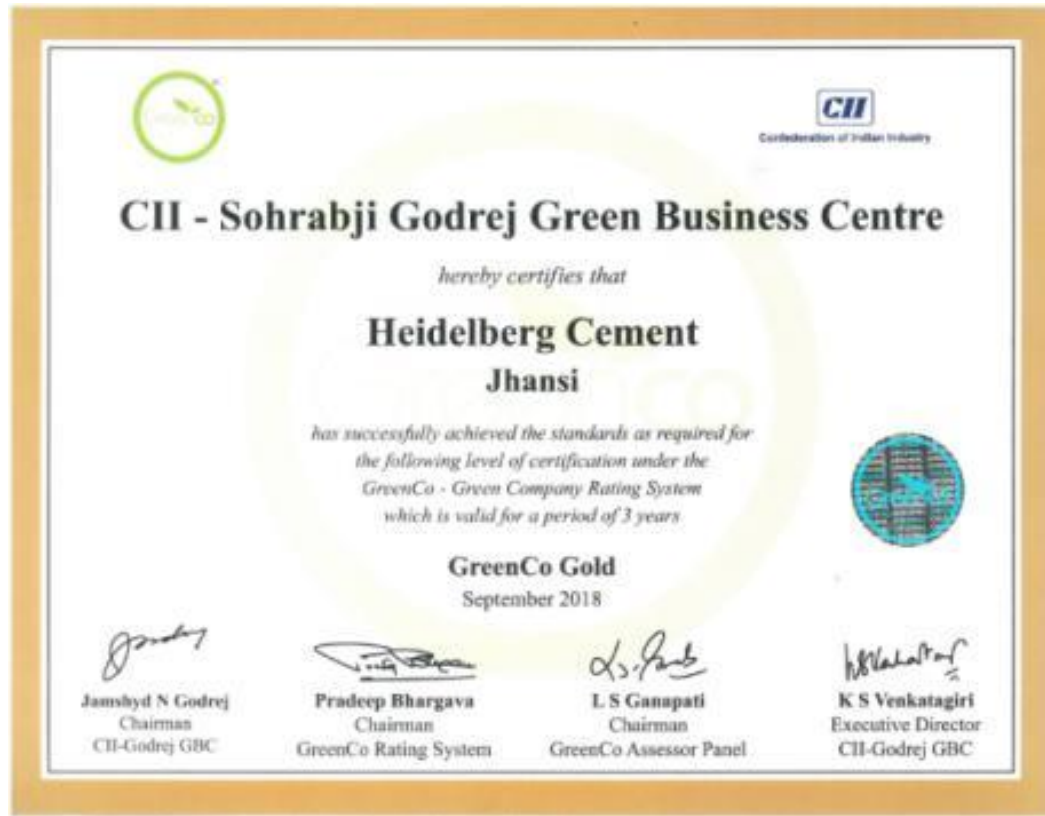 GreenCo
CII
Confederation of Indian Industry
CII - Sohrabji Godrej Green Business Centre
hereby certifies that
Heidelberg Cement
Jhansi
has successfully achieved the standards as required for
the following level of certification under the
GreenCo - Green Company Rating System
which is valid for a period of 3 years
GreenCo Gold
September 2018
Jamshyd N Godrej
Chairman
CII-Godrej GBC
Pradeep Bhargava
Chairman
GreenCo Rating System
L S Ganapati
Chairman
GreenCo Assessor Panel
K S Venkatagiri
Executive Director
CII-Godrej GBC